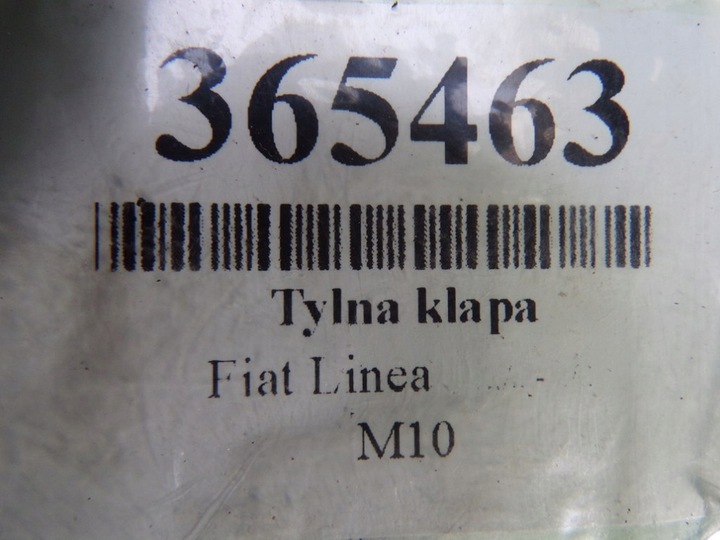 365463
Tylna klapa
Fiat Linea
M10